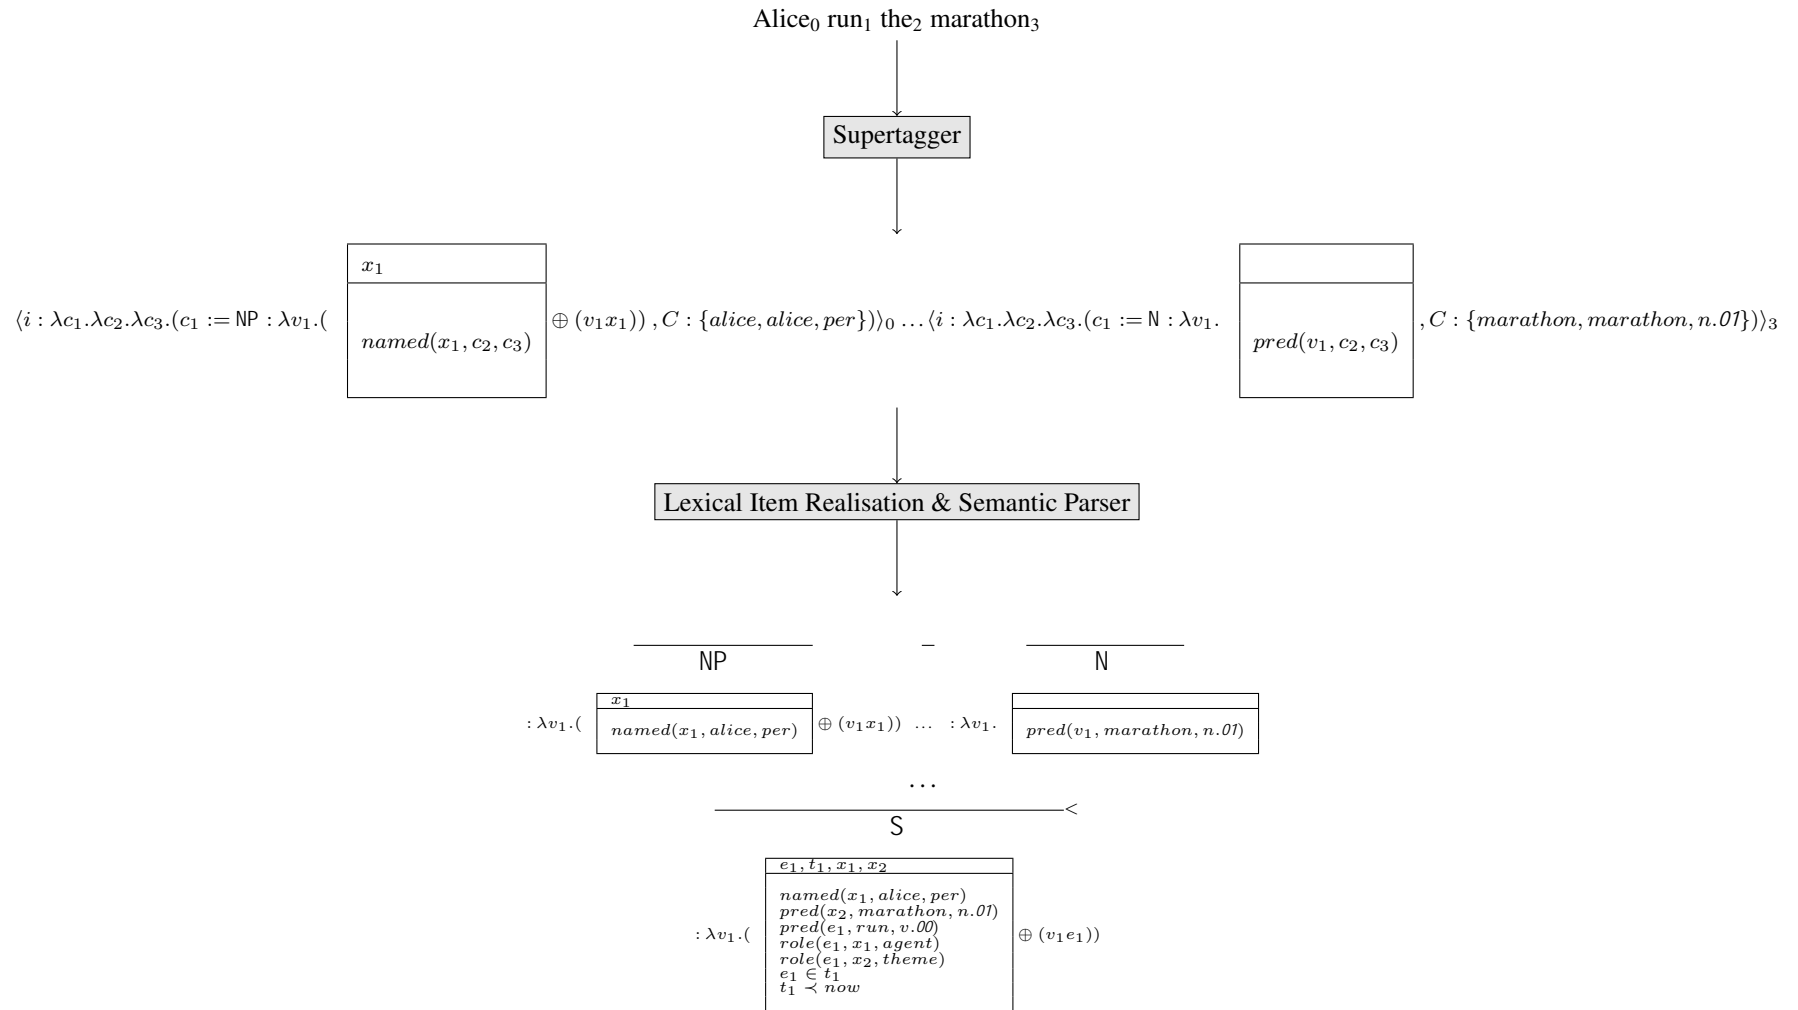 Alice₀ run₁ the₂ marathon₃
Supertagger
⟨i : λc₁.λc₂.λc₃.(c₁ := NP : λv₁.( x₁ named(x₁, c₂, c₃) ⊕ (v₁x₁)) , C : {alice, alice, per})⟩₀ … ⟨i : λc₁.λc₂.λc₃.(c₁ := N : λv₁. pred(v₁, c₂, c₃) , C : {marathon, marathon, n.01})⟩₃
Lexical Item Realisation & Semantic Parser
NP N
x₁
: λv₁.( named(x₁, alice, per) ⊕ (v₁x₁)) … : λv₁. pred(v₁, marathon, n.01)
…
<
S
e₁, t₁, x₁, x₂
named(x₁, alice, per)
pred(x₂, marathon, n.01)
pred(e₁, run, v.00)
: λv₁.( role(e₁, x₁, agent) ⊕ (v₁e₁))
role(e₁, x₂, theme)
e₁ ∈ t₁
t₁ ≺ now